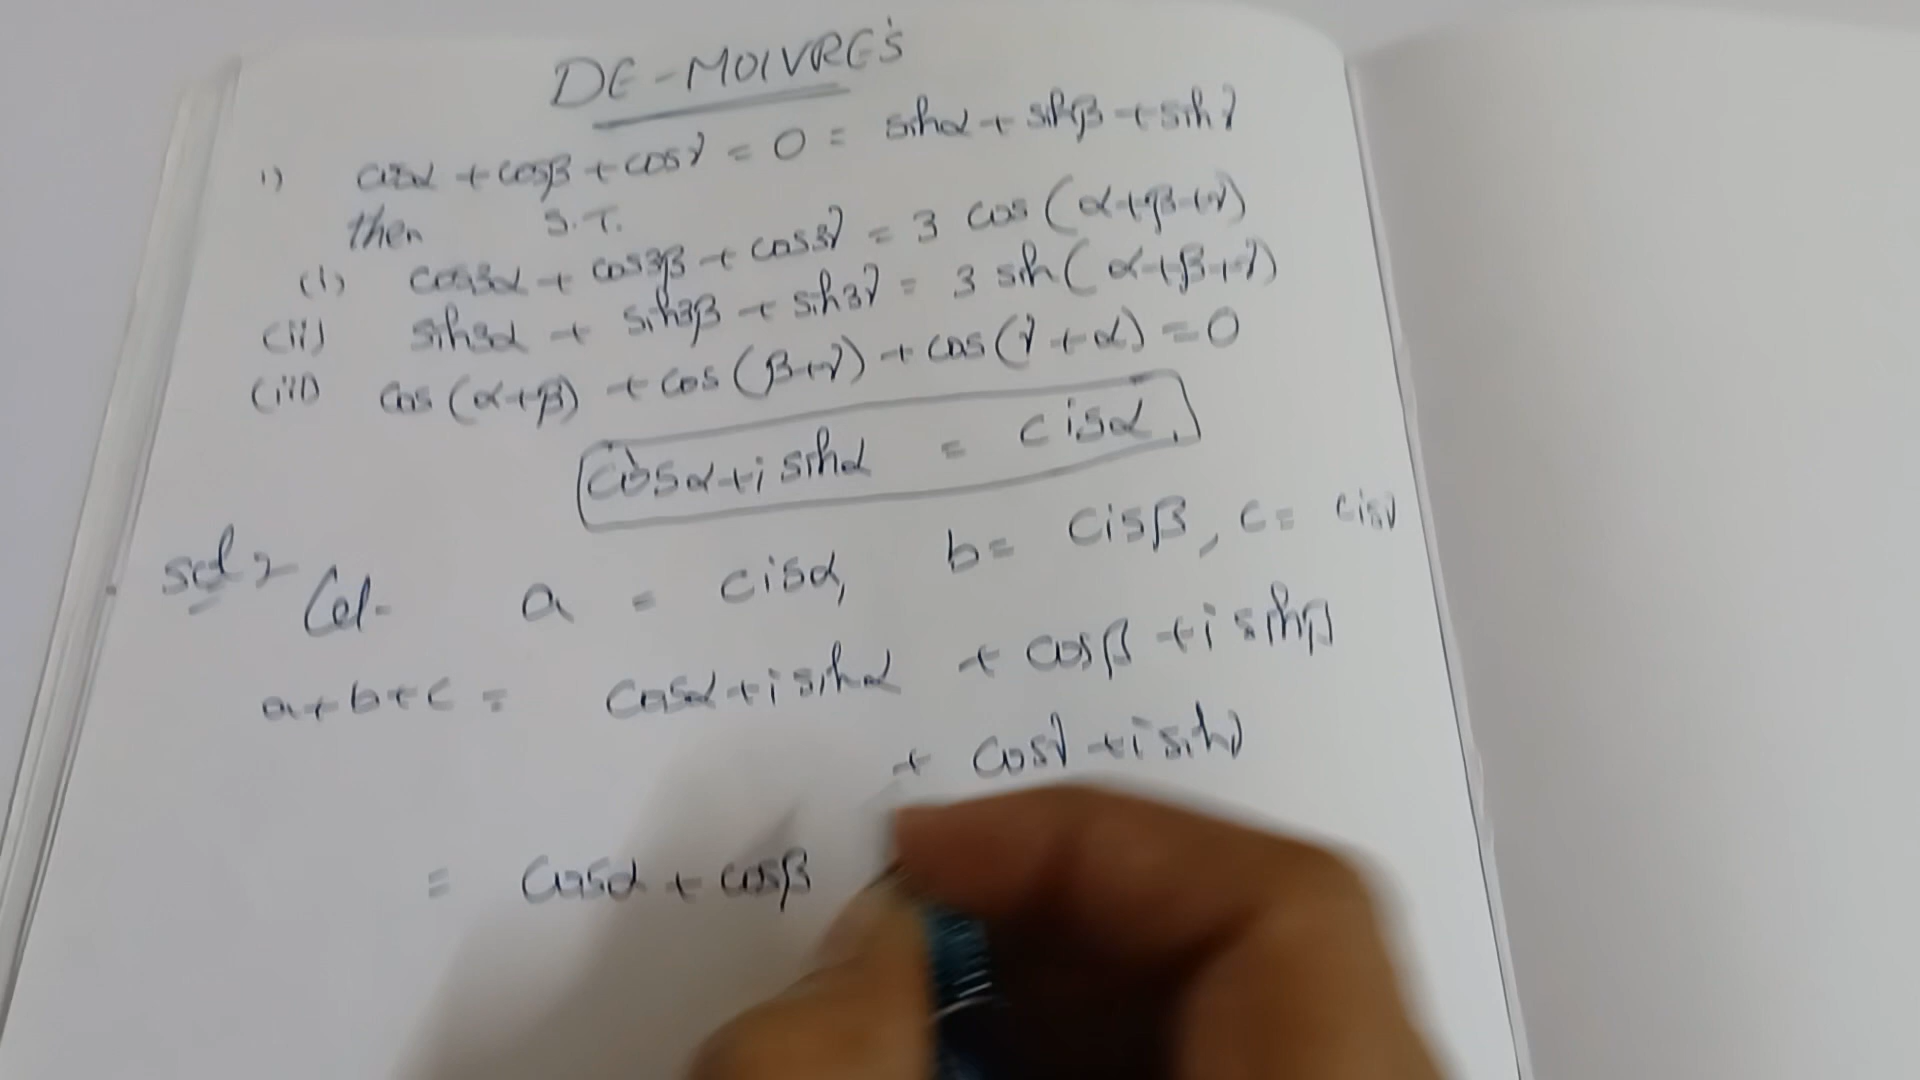 DE-MOIVRE'S
1) cosα + cosβ + cosγ = 0 = sinα + sinβ + sinγ
then S.T.
(i) cos3α + cos3β + cos3γ = 3 cos(α+β+γ)
(ii) sin3α + sin3β + sin3γ = 3 sin(α+β+γ)
(iii) cos(α+β) + cos(β+γ) + cos(γ+α) = 0
cosα+i sinα = cisα.
sol:- Let a = cisα, b = cisβ, c = cisγ
a+b+c = cosα+i sinα + cosβ +i sinβ
+ cosγ +i sinγ
= cosα + cosβ